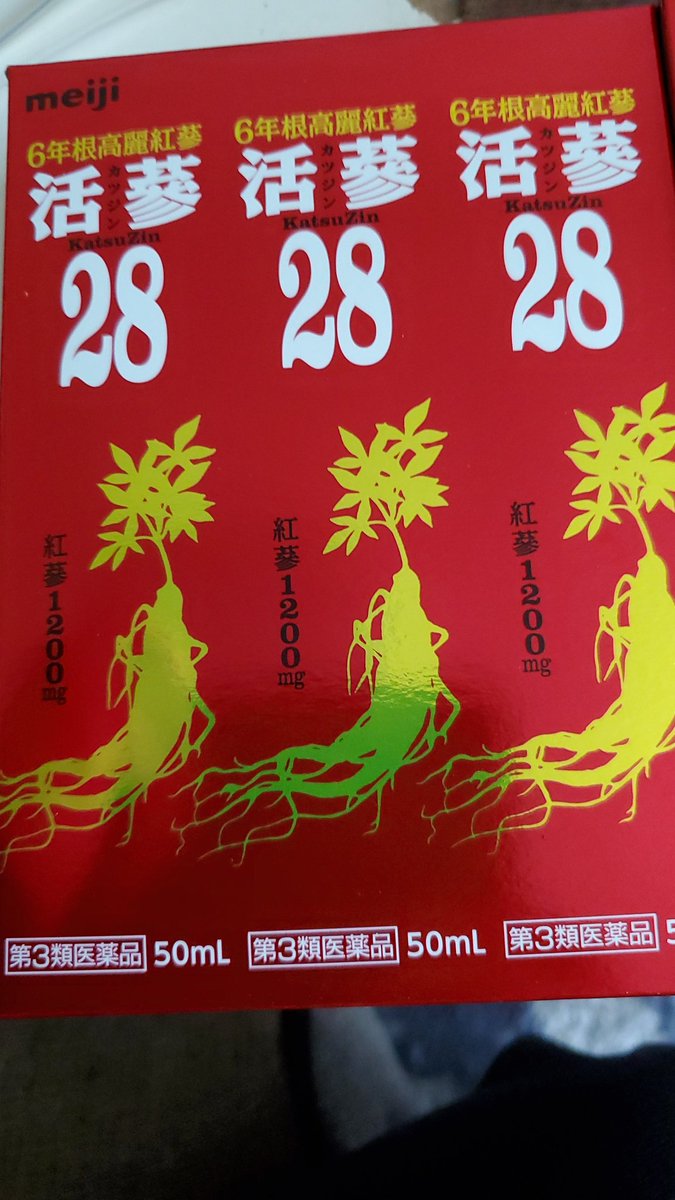 meiji
6年根高麗紅蔘
活蔘
カツジン
KatsuZin
28
紅蔘1200mg
第3類医薬品 50mL
6年根高麗紅蔘
活蔘
カツジン
KatsuZin
28
紅蔘1200mg
第3類医薬品 50mL
6年根高麗紅蔘
活蔘
カツジン
KatsuZin
28
紅蔘1200mg
第3類医薬品